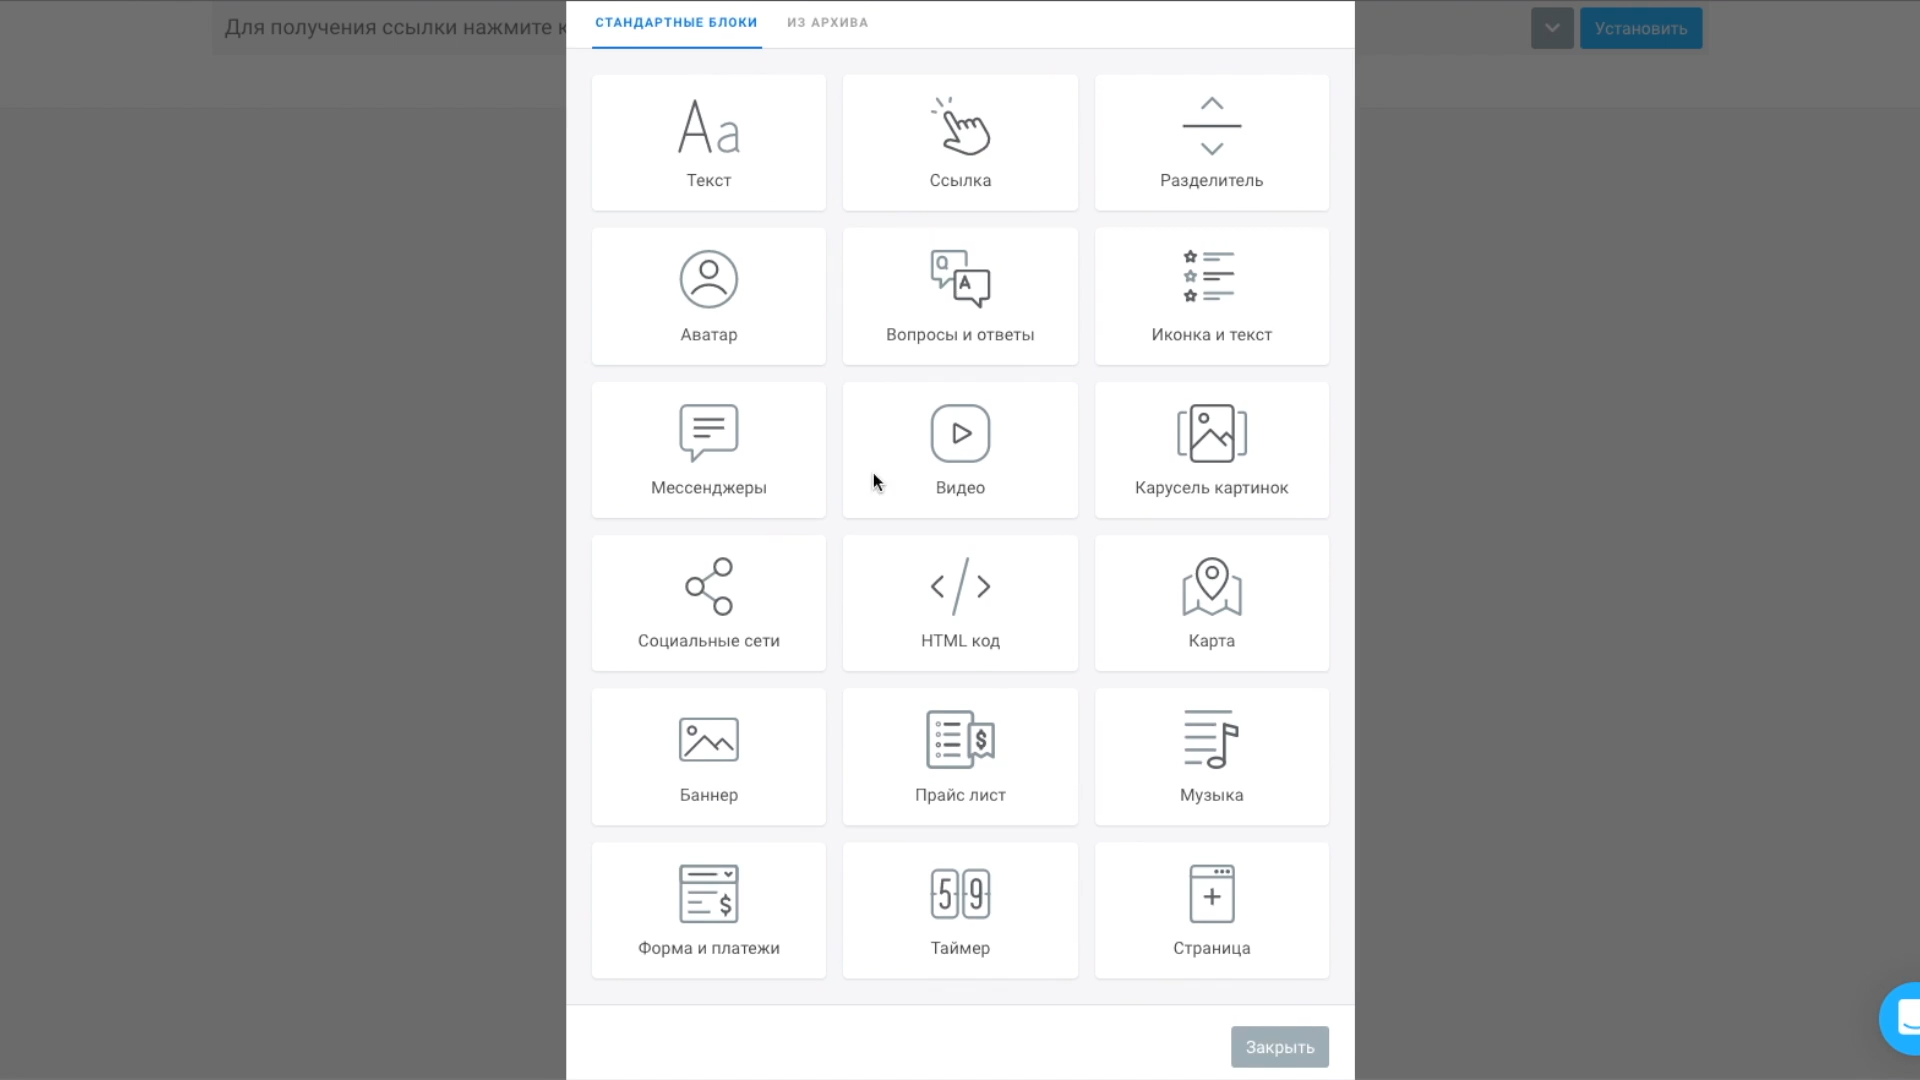 СТАНДАРТНЫЕ БЛОКИ
ИЗ АРХИВА
Для получения ссылки нажмите
Установить
Aa
Текст
Ссылка
Разделитель
Аватар
Q
A
Вопросы и ответы
Иконка и текст
Мессенджеры
Видео
Карусель картинок
Социальные сети
</>
HTML код
Карта
Баннер
$
Прайс лист
Музыка
$
Форма и платежи
59
Таймер
Страница
Закрыть